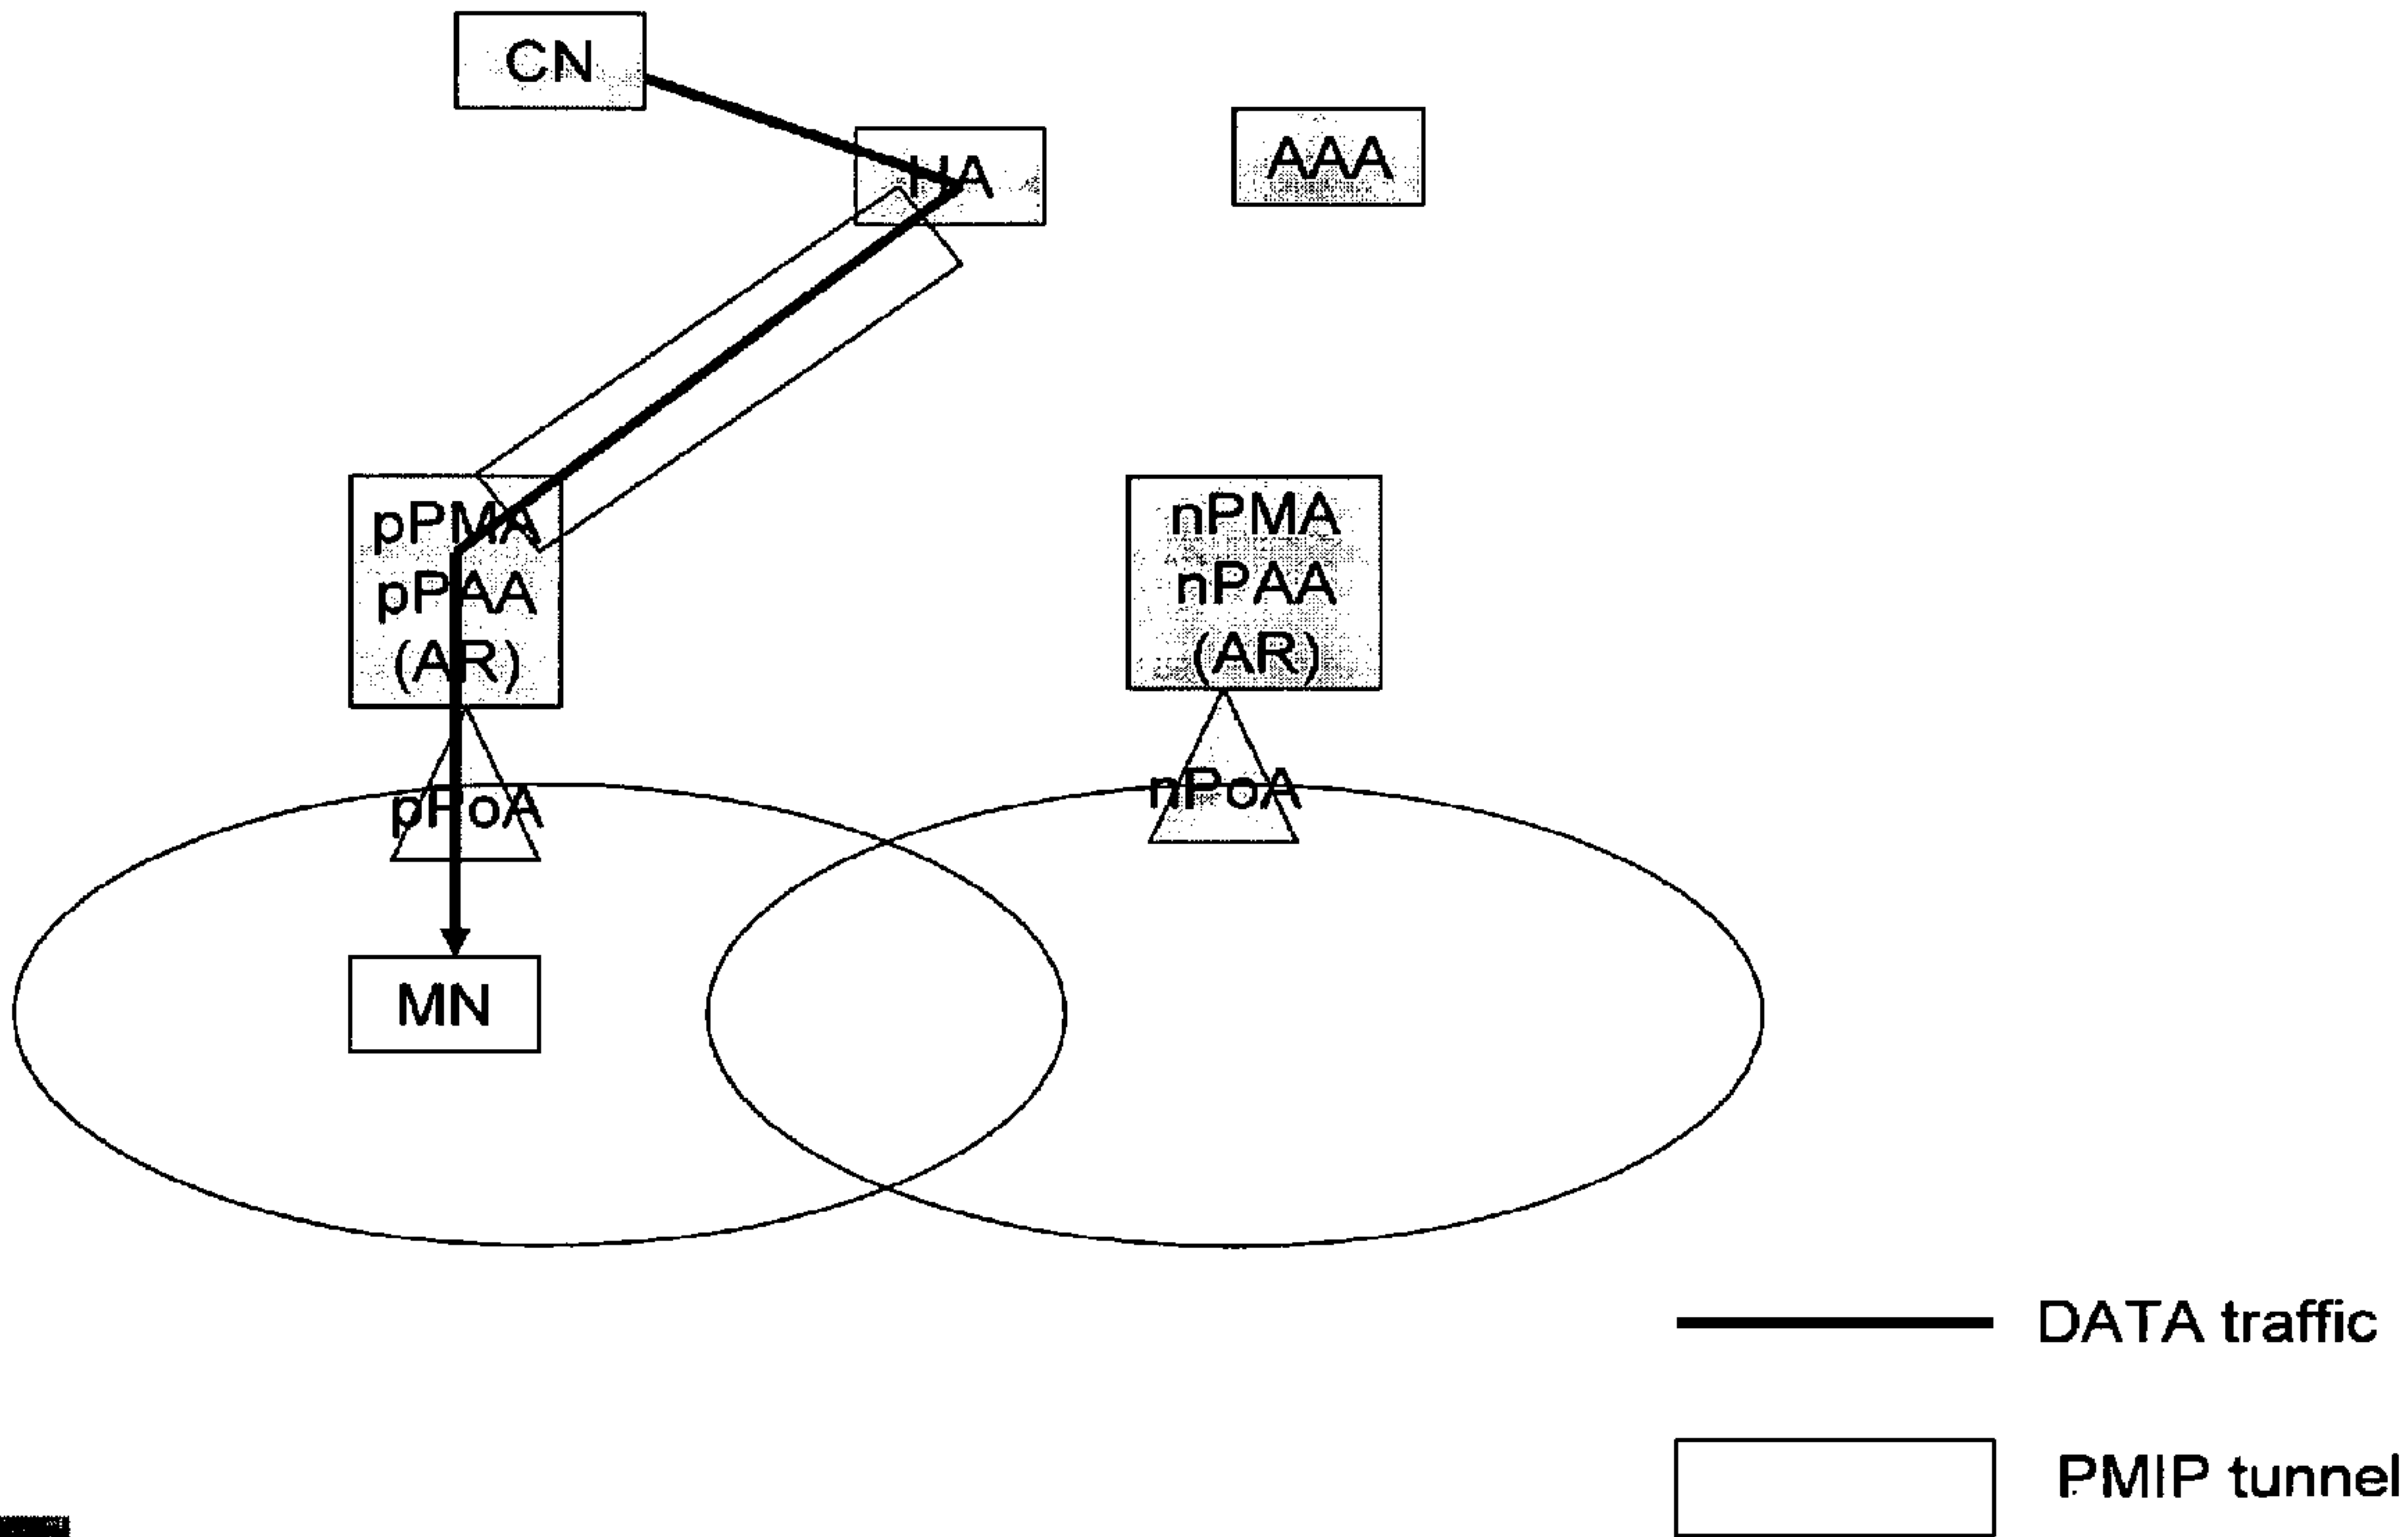 CN
HA
AAA
pPMA
pPAA
(AR)
nPMA
nPAA
(AR)
pPoA
nPoA
MN
DATA traffic
PMIP tunnel